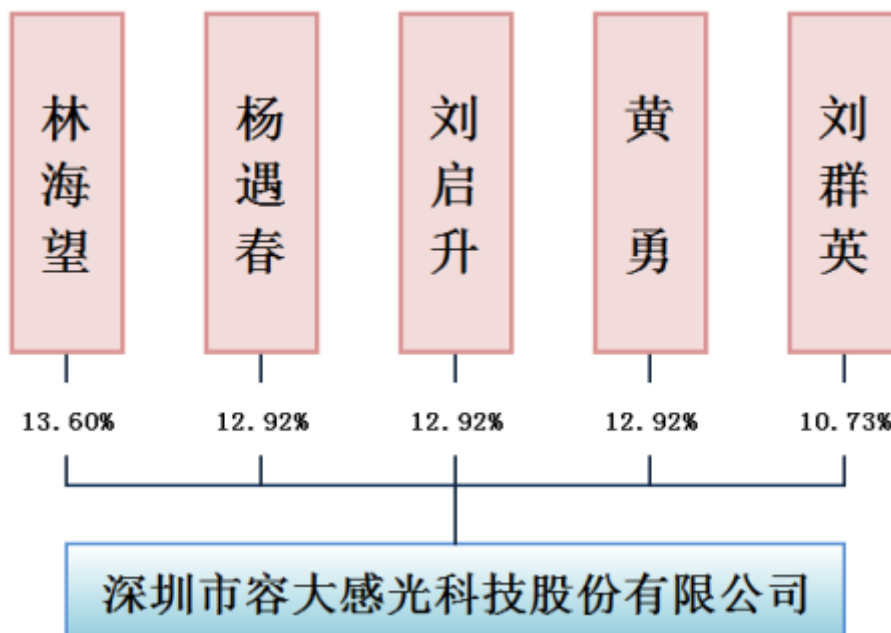 林海望
杨遇春
刘启升
黄勇
刘群英
13.60%
12.92%
12.92%
12.92%
10.73%
深圳市容大感光科技股份有限公司